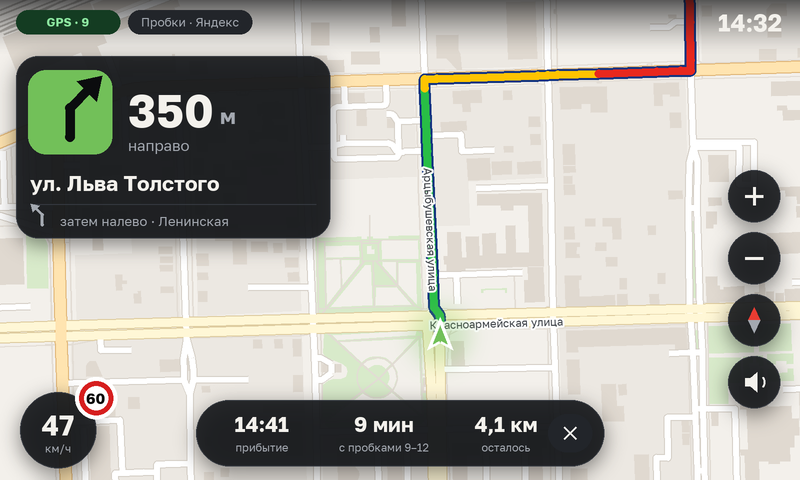 GPS · 9
Пробки · Яндекс
14:32
350 м
направо
ул. Льва Толстого
затем налево · Ленинская
Арцыбушевская улица
Красноармейская улица
60
47
км/ч
14:41
прибытие
9 мин
с пробками 9–12
4,1 км
осталось